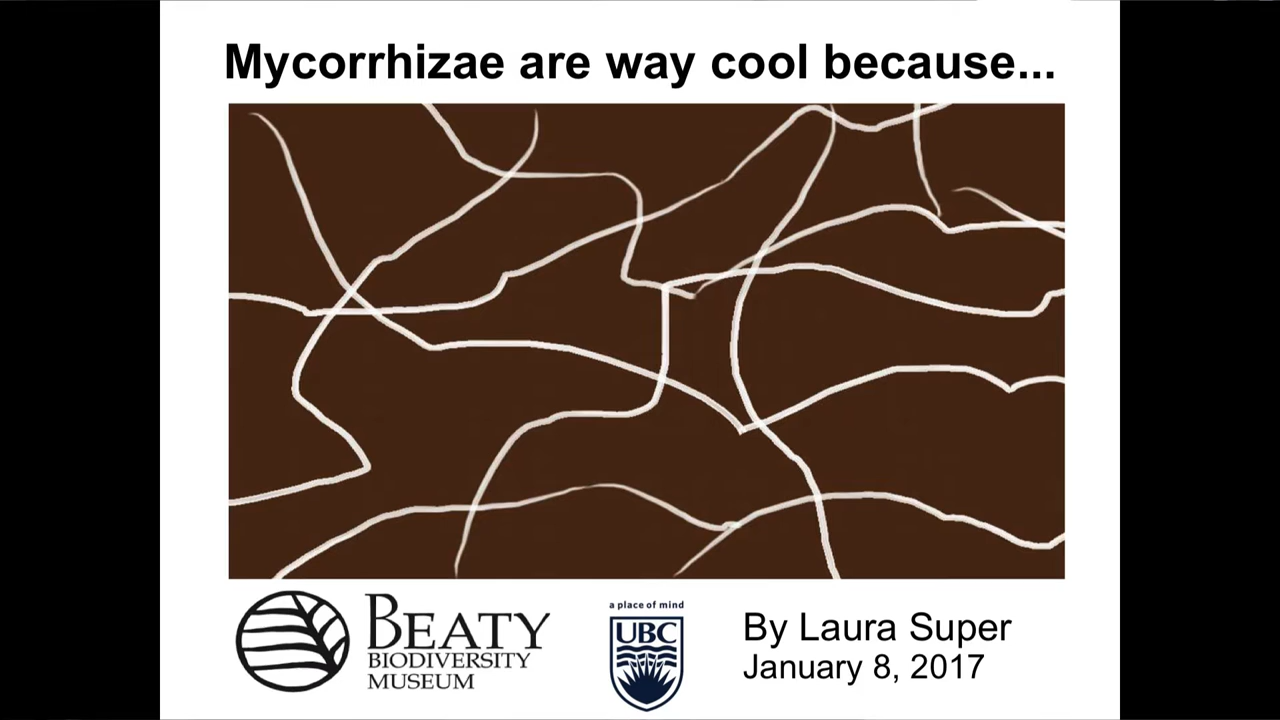 Mycorrhizae are way cool because...
BEATY
BIODIVERSITY
MUSEUM
a place of mind
UBC
By Laura Super
January 8, 2017